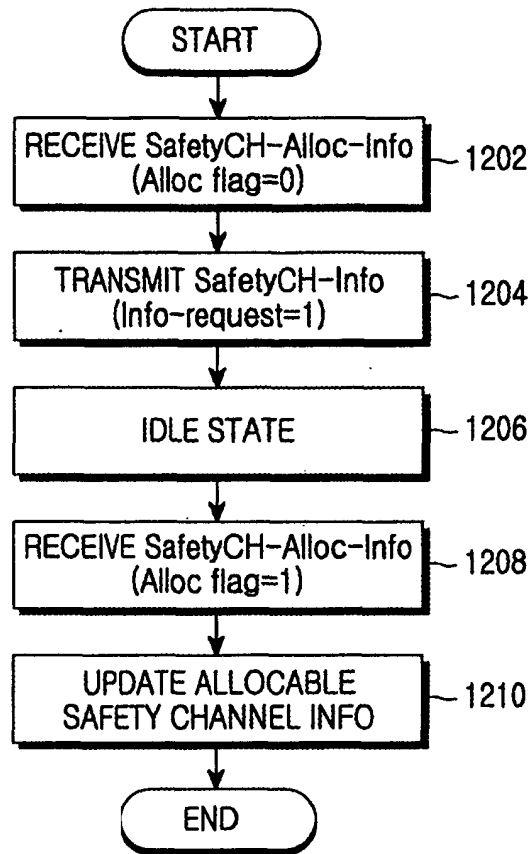 START
RECEIVE SafetyCH-Alloc-Info
(Alloc flag=0)
1202
TRANSMIT SafetyCH-Info
(Info-request=1)
1204
IDLE STATE
1206
RECEIVE SafetyCH-Alloc-Info
(Alloc flag=1)
1208
UPDATE ALLOCABLE
SAFETY CHANNEL INFO
1210
END